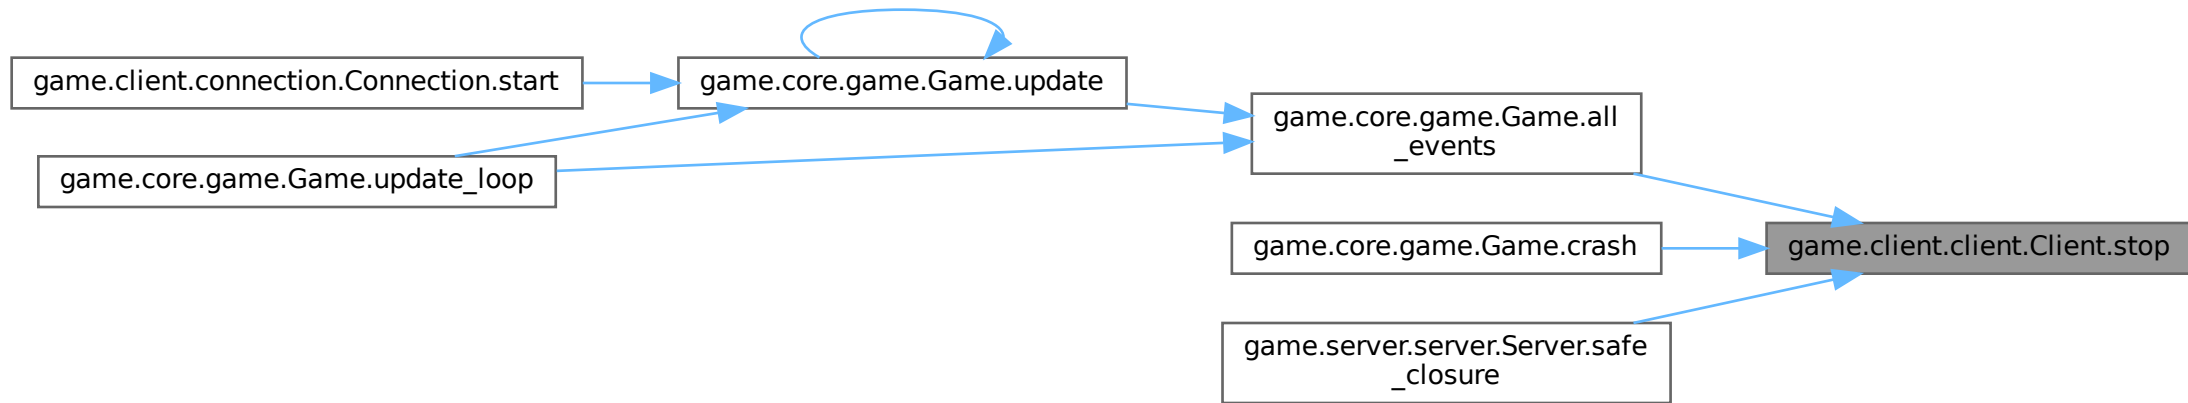 game.client.connection.Connection.start
game.core.game.Game.update
game.core.game.Game.update_loop
game.core.game.Game.all
_events
game.core.game.Game.crash
game.server.server.Server.safe
_closure
game.client.client.Client.stop